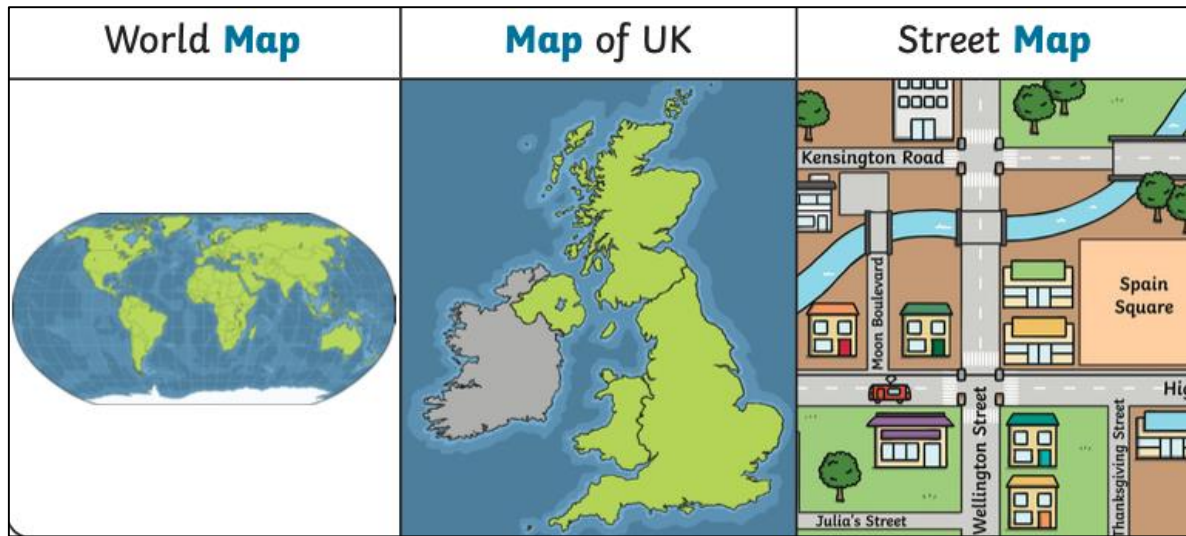 World Map
Map of UK
Street Map
Kensington Road
Moon Boulevard
Spain
Square
Wellington Street
Thanksgiving Street
Julia's Street